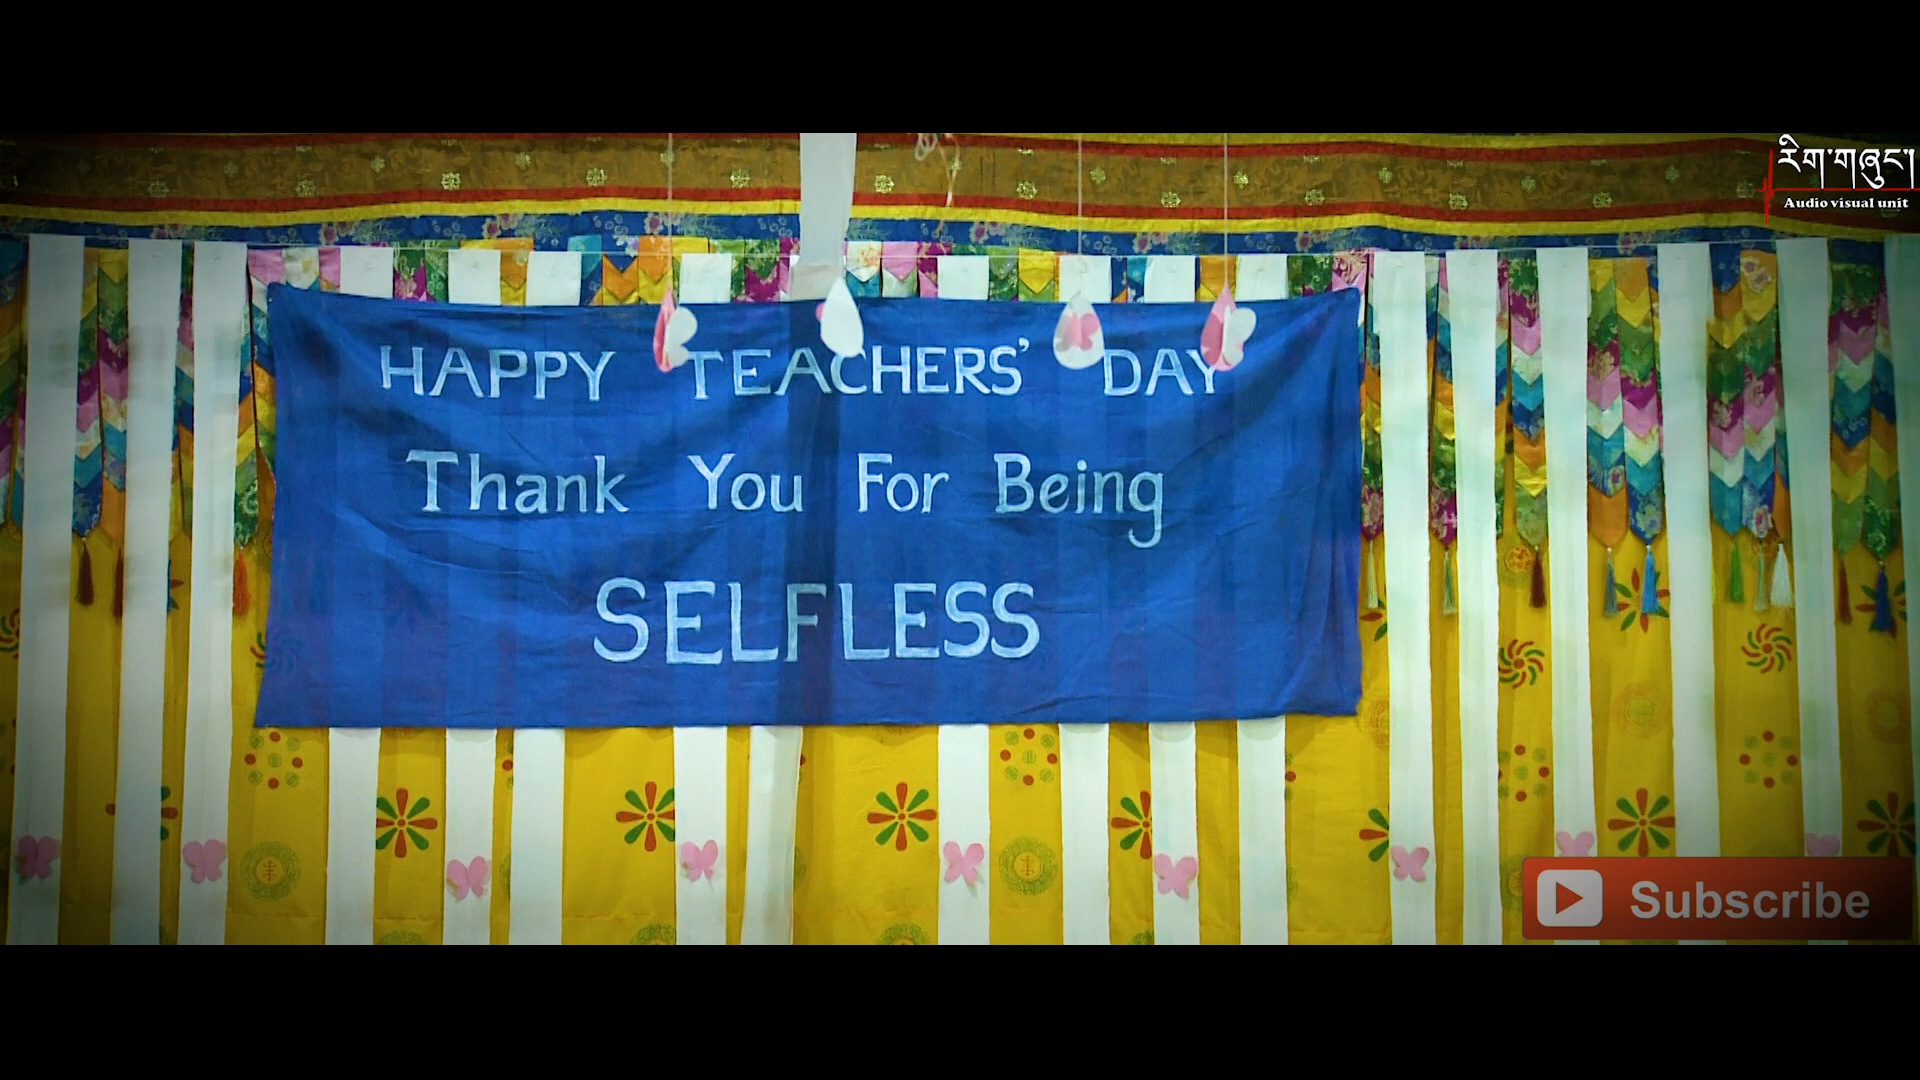 རིག་གཞུང་།
Audio visual unit
HAPPY TEACHERS' DAY
Thank You For Being
SELFLESS
Subscribe